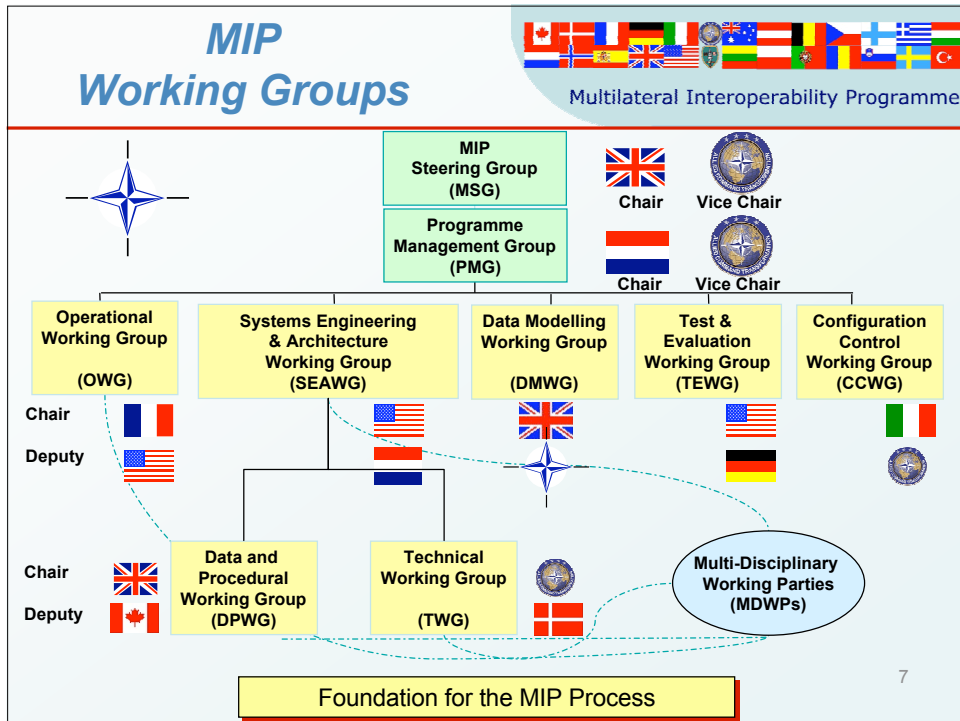 MIP
Working Groups
Multilateral Interoperability Programme
MIP
Steering Group
(MSG)
Chair
Vice Chair
Programme
Management Group
(PMG)
Chair
Vice Chair
Operational
Working Group
(OWG)
Systems Engineering
& Architecture
Working Group
(SEAWG)
Data Modelling
Working Group
(DMWG)
Test &
Evaluation
Working Group
(TEWG)
Configuration
Control
Working Group
(CCWG)
Chair
Deputy
Chair
Deputy
Data and
Procedural
Working Group
(DPWG)
Technical
Working Group
(TWG)
Multi-Disciplinary
Working Parties
(MDWPs)
7
Foundation for the MIP Process